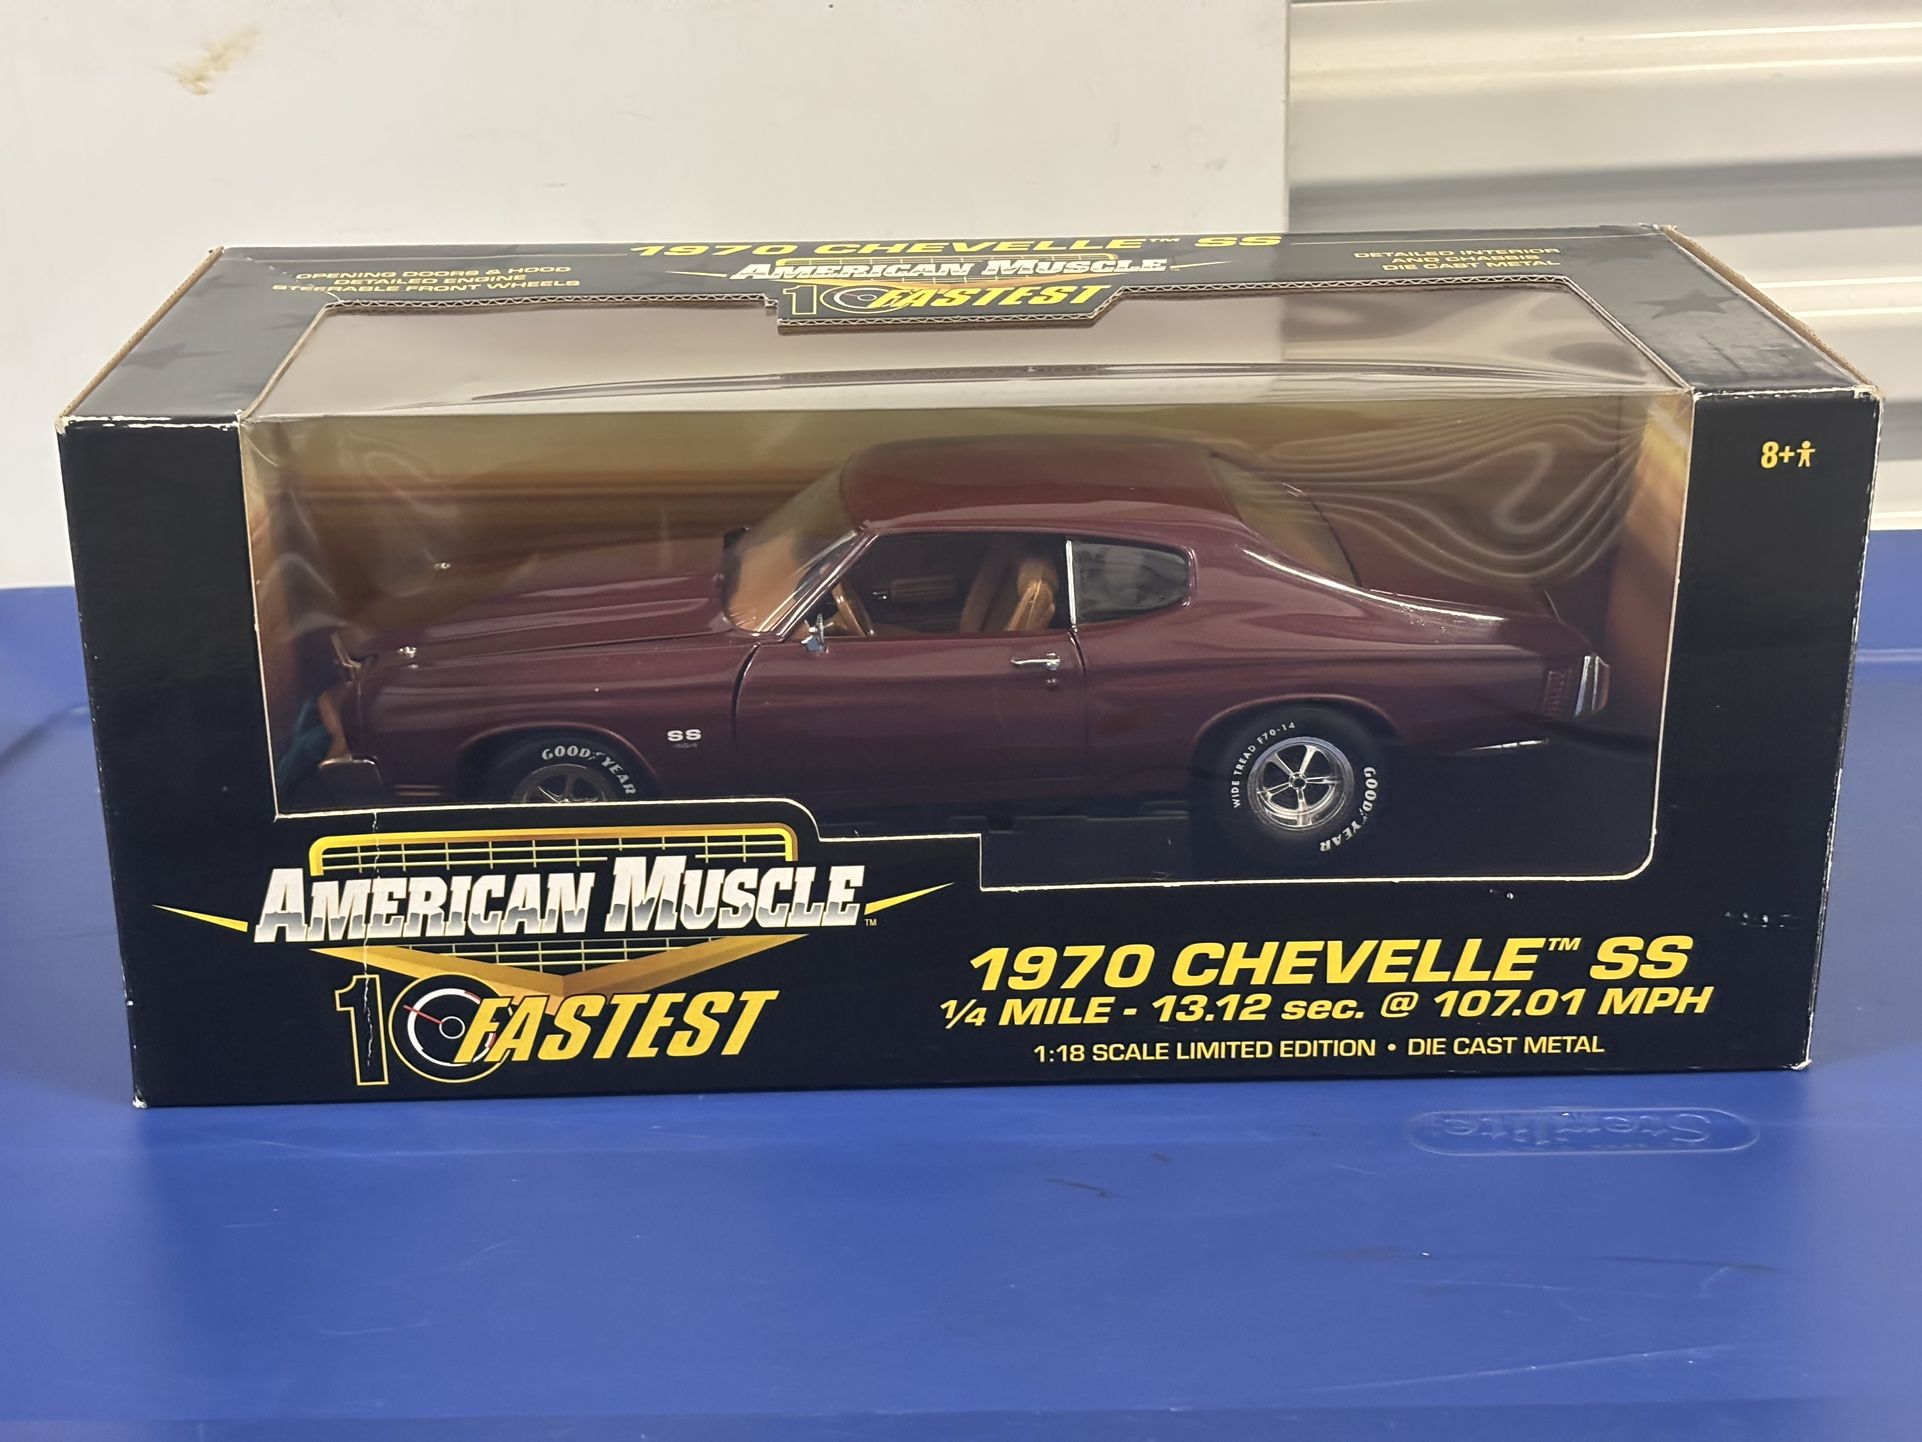 1970 CHEVELLE™ SS
OPENING DOORS & HOOD
DETAILED ENGINE
STEERABLE FRONT WHEELS
AMERICAN MUSCLE
10 FASTEST
DETAILED INTERIOR
AND CHASSIS
DIE CAST METAL
8+
SS
GOODYEAR
WIDE TREAD F70-14
GOODYEAR
AMERICAN MUSCLE™
10 FASTEST
1970 CHEVELLE™ SS
1/4 MILE - 13.12 sec. @ 107.01 MPH
1:18 SCALE LIMITED EDITION • DIE CAST METAL
Sterilite